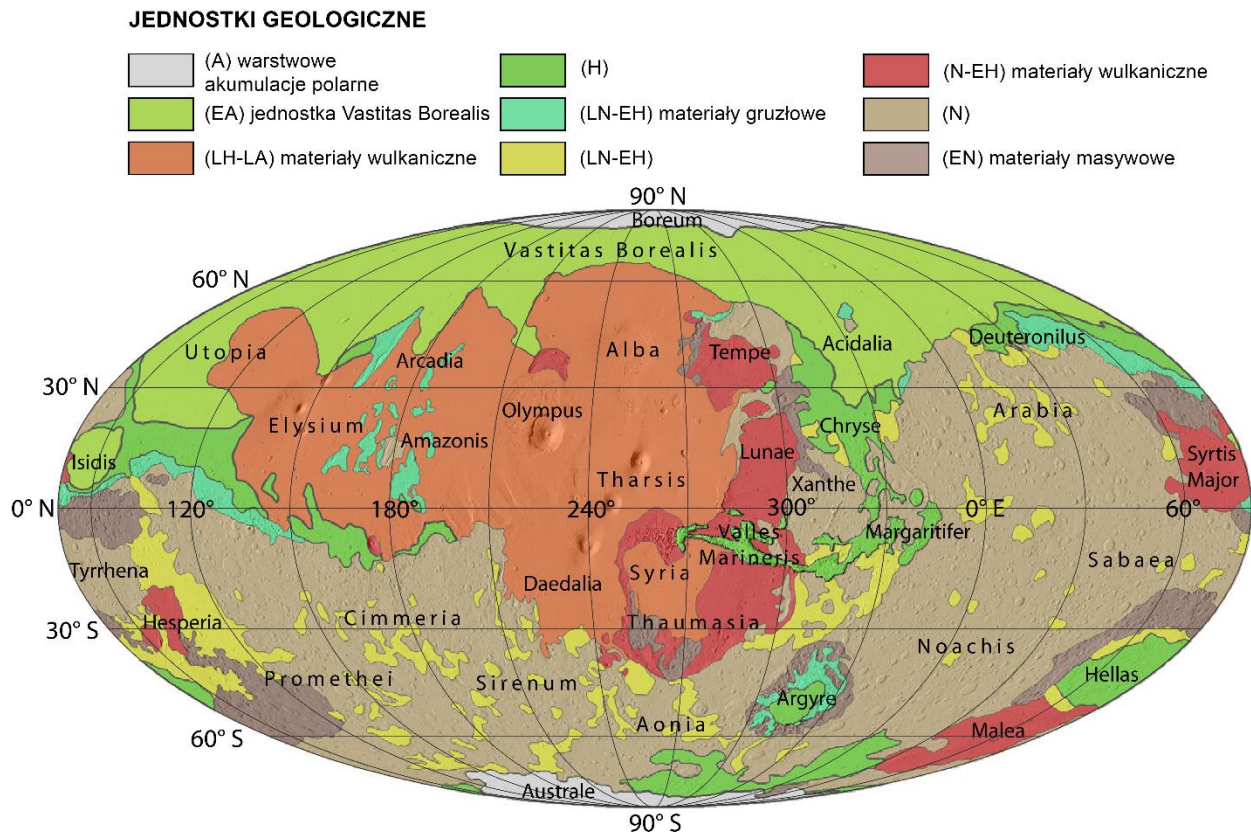 JEDNOSTKI GEOLOGICZNE
(A) warstwowe
akumulacje polarne
(H)
(N-EH) materiały wulkaniczne
(EA) jednostka Vastitas Borealis
(LN-EH) materiały gruzłowe
(N)
(LH-LA) materiały wulkaniczne
(LN-EH)
(EN) materiały masywowe
90° N
Boreum
Vastitas Borealis
60° N
Utopia
Arcadia
Alba
Tempe
Acidalia
Deuteronilus
30° N
Elysium
Olympus
Amazonis
Chryse
Arabia
Isidis
Tharsis
Lunae
Xanthe
Syrtis
Major
0° N
120°
180°
240°
300°
0°E
60°
Valles
Marineris
Margaritifer
Tyrrhena
Daedalia
Syria
Sabaea
Hesperia
Cimmeria
Thaumasia
30° S
Noachis
Promethei
Sirenum
Argyre
Hellas
Aonia
Malea
60° S
Australe
90° S